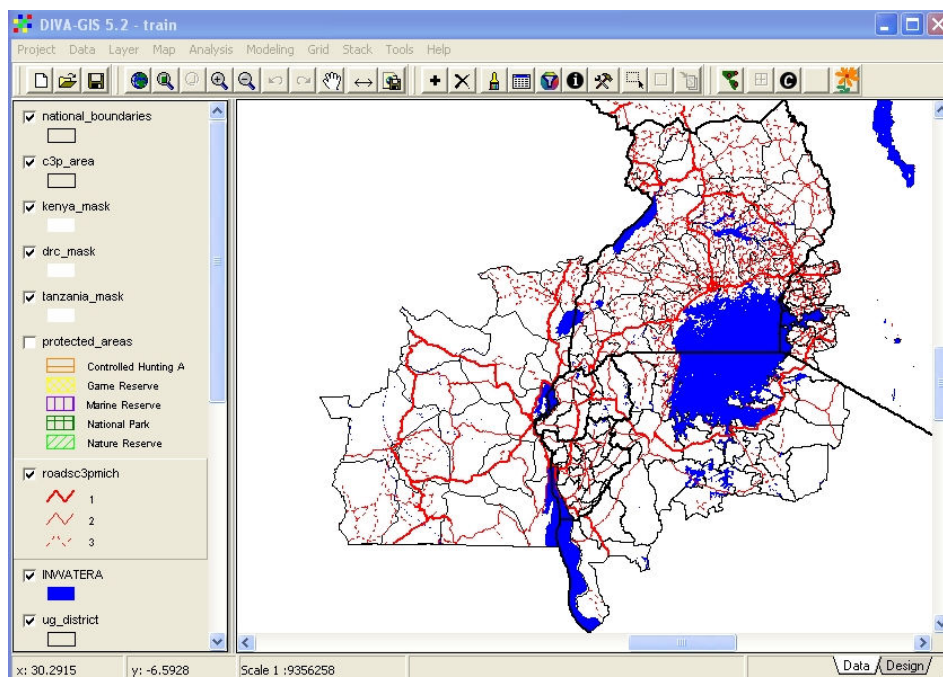 DIVA-GIS 5.2 - train
Project Data Layer Map Analysis Modeling Grid Stack Tools Help
national_boundaries
c3p_area
kenya_mask
drc_mask
tanzania_mask
protected_areas
Controlled Hunting A
Game Reserve
Marine Reserve
National Park
Nature Reserve
roadsc3pmich
1
2
3
INWATERA
ug_district
x: 30.2915 y: -6.5928 Scale 1 :9356258 Data Design